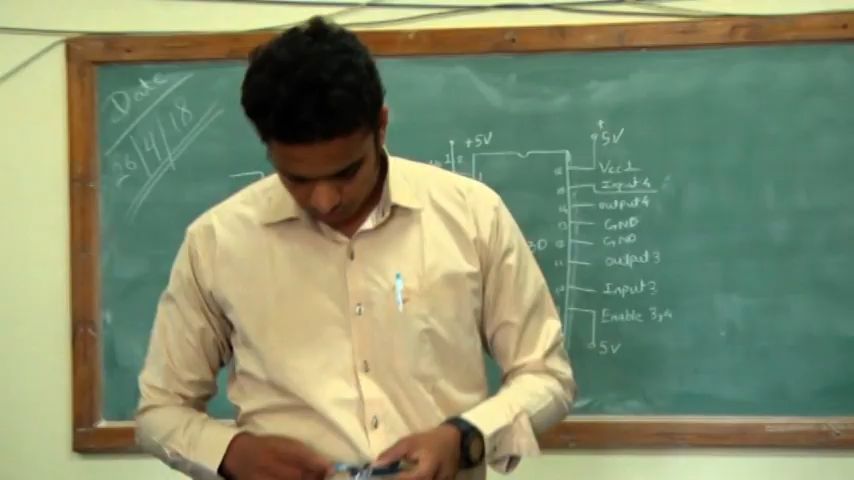 Date
26/4/18
+5V
+
5V
Vcc1
Input 4
output 4
GND
GND
output 3
Input 3
Enable 3,4
5V